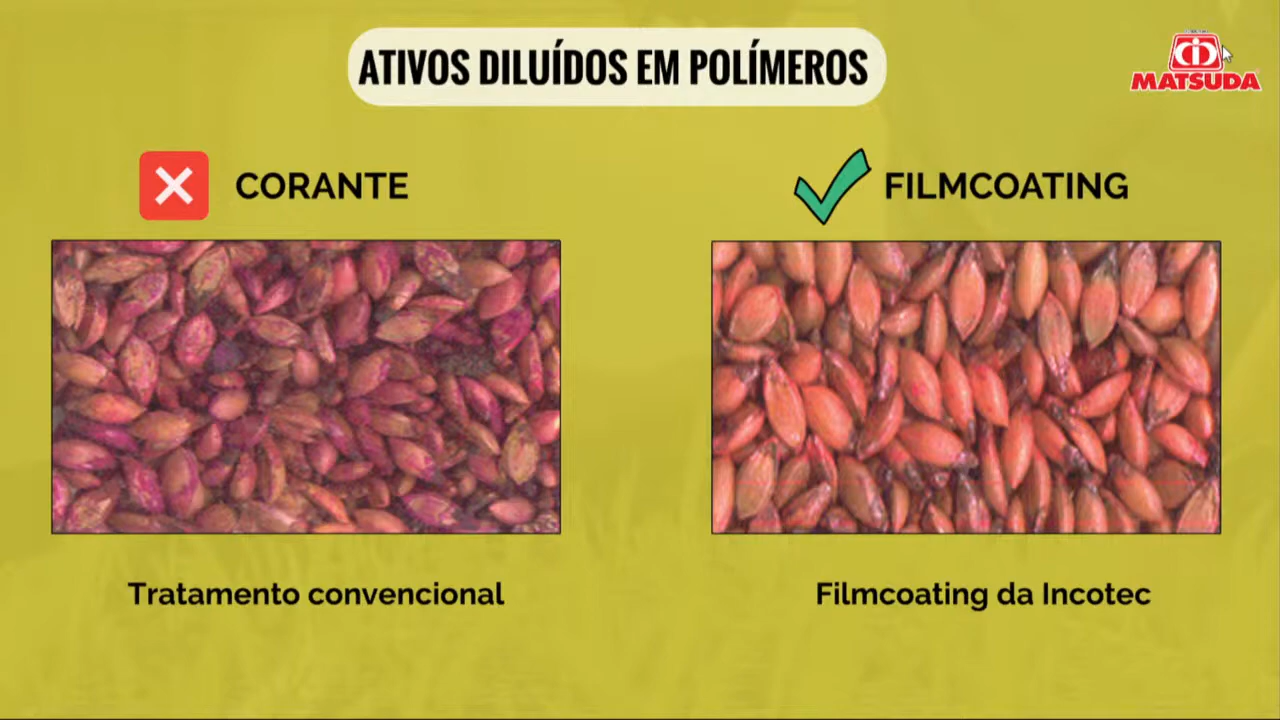 ATIVOS DILUÍDOS EM POLÍMEROS
MATSUDA
CORANTE
FILMCOATING
Tratamento convencional
Filmcoating da Incotec